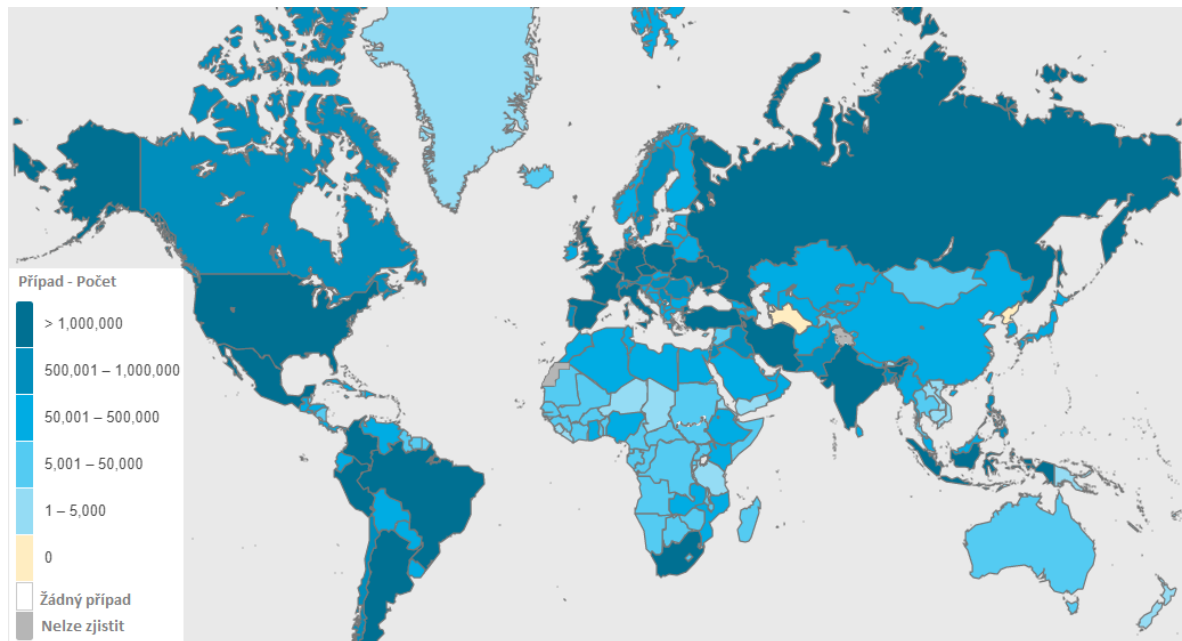 Případ - Počet
> 1,000,000
500,001 – 1,000,000
50,001 – 500,000
5,001 – 50,000
1 – 5,000
0
Žádný případ
Nelze zjistit